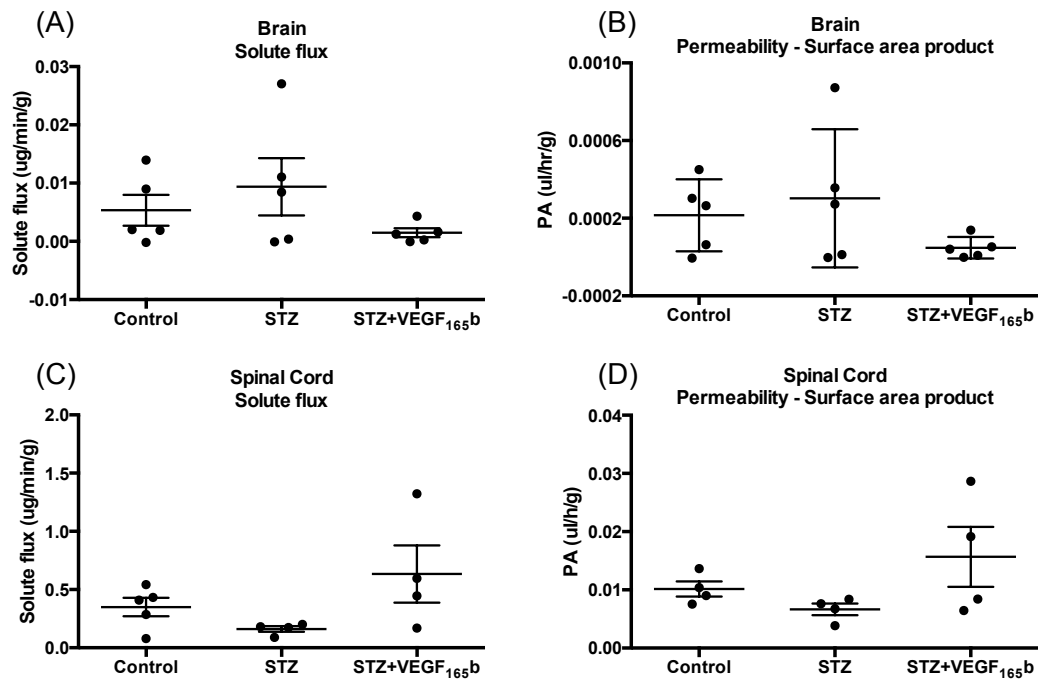 (A)
Brain
Solute flux
Solute flux (ug/min/g)
0.03
0.02
0.01
0.00
-0.01
Control
STZ
STZ+VEGF₁₆₅b
(B)
Brain
Permeability - Surface area product
PA (ul/hr/g)
0.0010
0.0006
0.0002
-0.0002
Control
STZ
STZ+VEGF₁₆₅b
(C)
Spinal Cord
Solute flux
Solute flux (ug/min/g)
2.0
1.5
1.0
0.5
0.0
Control
STZ
STZ+VEGF₁₆₅b
(D)
Spinal Cord
Permeability - Surface area product
PA (ul/h/g)
0.04
0.03
0.02
0.01
0.00
Control
STZ
STZ+VEGF₁₆₅b